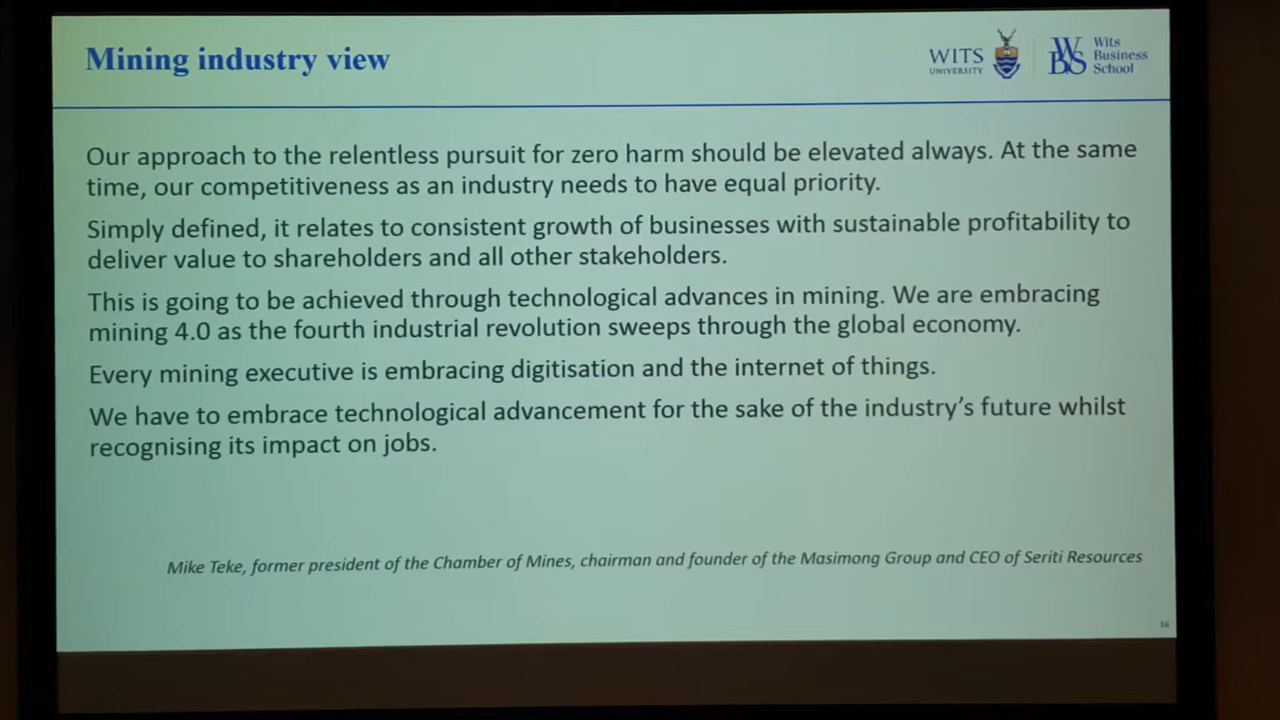 Mining industry view
WITS
UNIVERSITY
WBS
Wits
Business
School
Our approach to the relentless pursuit for zero harm should be elevated always. At the same
time, our competitiveness as an industry needs to have equal priority.
Simply defined, it relates to consistent growth of businesses with sustainable profitability to
deliver value to shareholders and all other stakeholders.
This is going to be achieved through technological advances in mining. We are embracing
mining 4.0 as the fourth industrial revolution sweeps through the global economy.
Every mining executive is embracing digitisation and the internet of things.
We have to embrace technological advancement for the sake of the industry's future whilst
recognising its impact on jobs.
Mike Teke, former president of the Chamber of Mines, chairman and founder of the Masimong Group and CEO of Seriti Resources